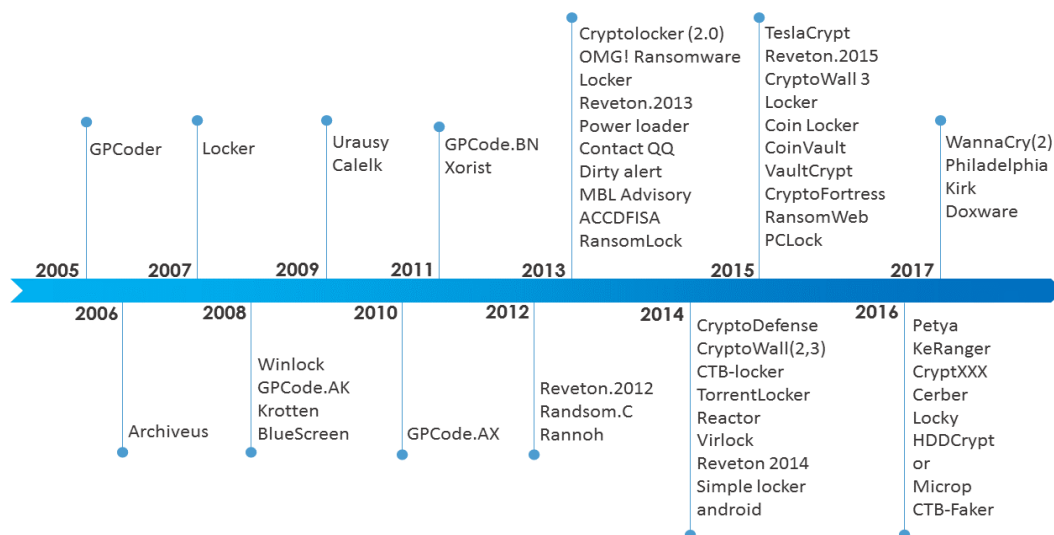 Cryptolocker (2.0)
OMG! Ransomware
Locker
Reveton.2013
Power loader
Contact QQ
Dirty alert
MBL Advisory
ACCDFISA
RansomLock
TeslaCrypt
Reveton.2015
CryptoWall 3
Locker
Coin Locker
CoinVault
VaultCrypt
CryptoFortress
RansomWeb
PCLock
GPCoder
Locker
Urausy
Calelk
GPCode.BN
Xorist
WannaCry(2)
Philadelphia
Kirk
Doxware
2005
2007
2009
2011
2013
2015
2017
2006
2008
2010
2012
2014
2016
Archiveus
Winlock
GPCode.AK
Krotten
BlueScreen
GPCode.AX
Reveton.2012
Randsom.C
Rannoh
CryptoDefense
CryptoWall(2,3)
CTB-locker
TorrentLocker
Reactor
Virlock
Reveton 2014
Simple locker
android
Petya
KeRanger
CryptXXX
Cerber
Locky
HDDCrypt
or
Microp
CTB-Faker